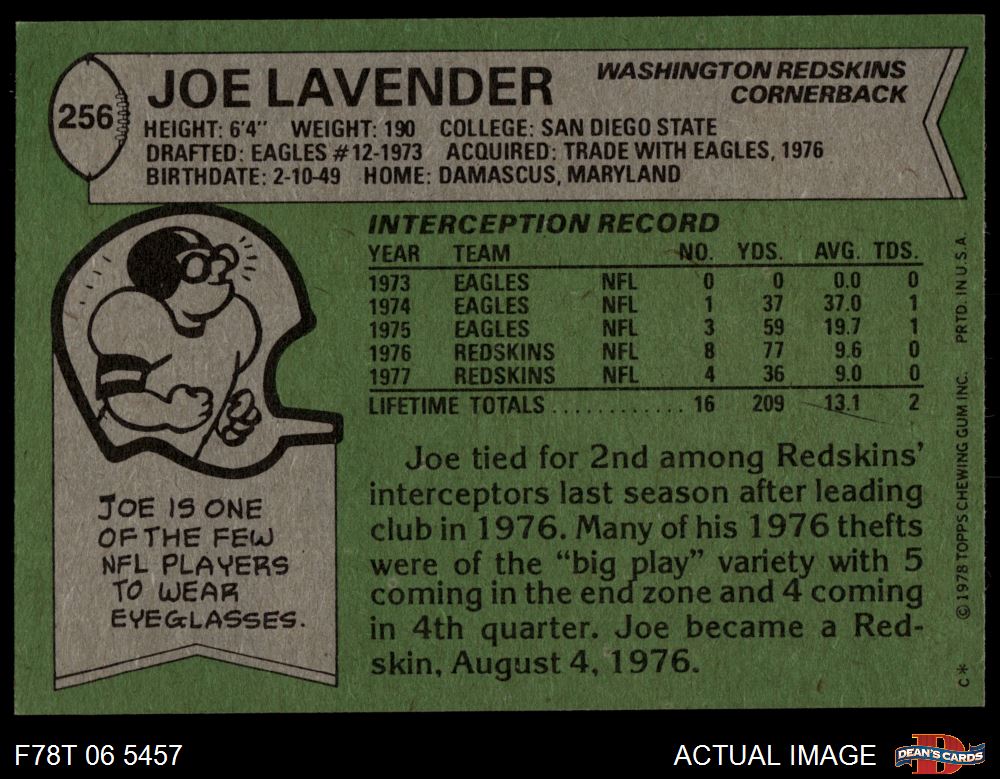 256
JOE LAVENDER
WASHINGTON REDSKINS
CORNERBACK
HEIGHT: 6'4" WEIGHT: 190 COLLEGE: SAN DIEGO STATE
DRAFTED: EAGLES #12-1973 ACQUIRED: TRADE WITH EAGLES, 1976
BIRTHDATE: 2-10-49 HOME: DAMASCUS, MARYLAND
INTERCEPTION RECORD
YEAR TEAM NO. YDS. AVG. TDS.
1973 EAGLES NFL 0 0 0.0 0
1974 EAGLES NFL 1 37 37.0 1
1975 EAGLES NFL 3 59 19.7 1
1976 REDSKINS NFL 8 77 9.6 0
1977 REDSKINS NFL 4 36 9.0 0
LIFETIME TOTALS............ 16 209 13.1 2
Joe tied for 2nd among Redskins'
interceptors last season after leading
club in 1976. Many of his 1976 thefts
were of the “big play” variety with 5
coming in the end zone and 4 coming
in 4th quarter. Joe became a Red-
skin, August 4, 1976.
JOE IS ONE
OF THE FEW
NFL PLAYERS
TO WEAR
EYEGLASSES.
C* © 1978 TOPPS CHEWING GUM INC. PRTD. IN U.S.A.
F78T 06 5457
ACTUAL IMAGE
D
DEAN'S CARDS